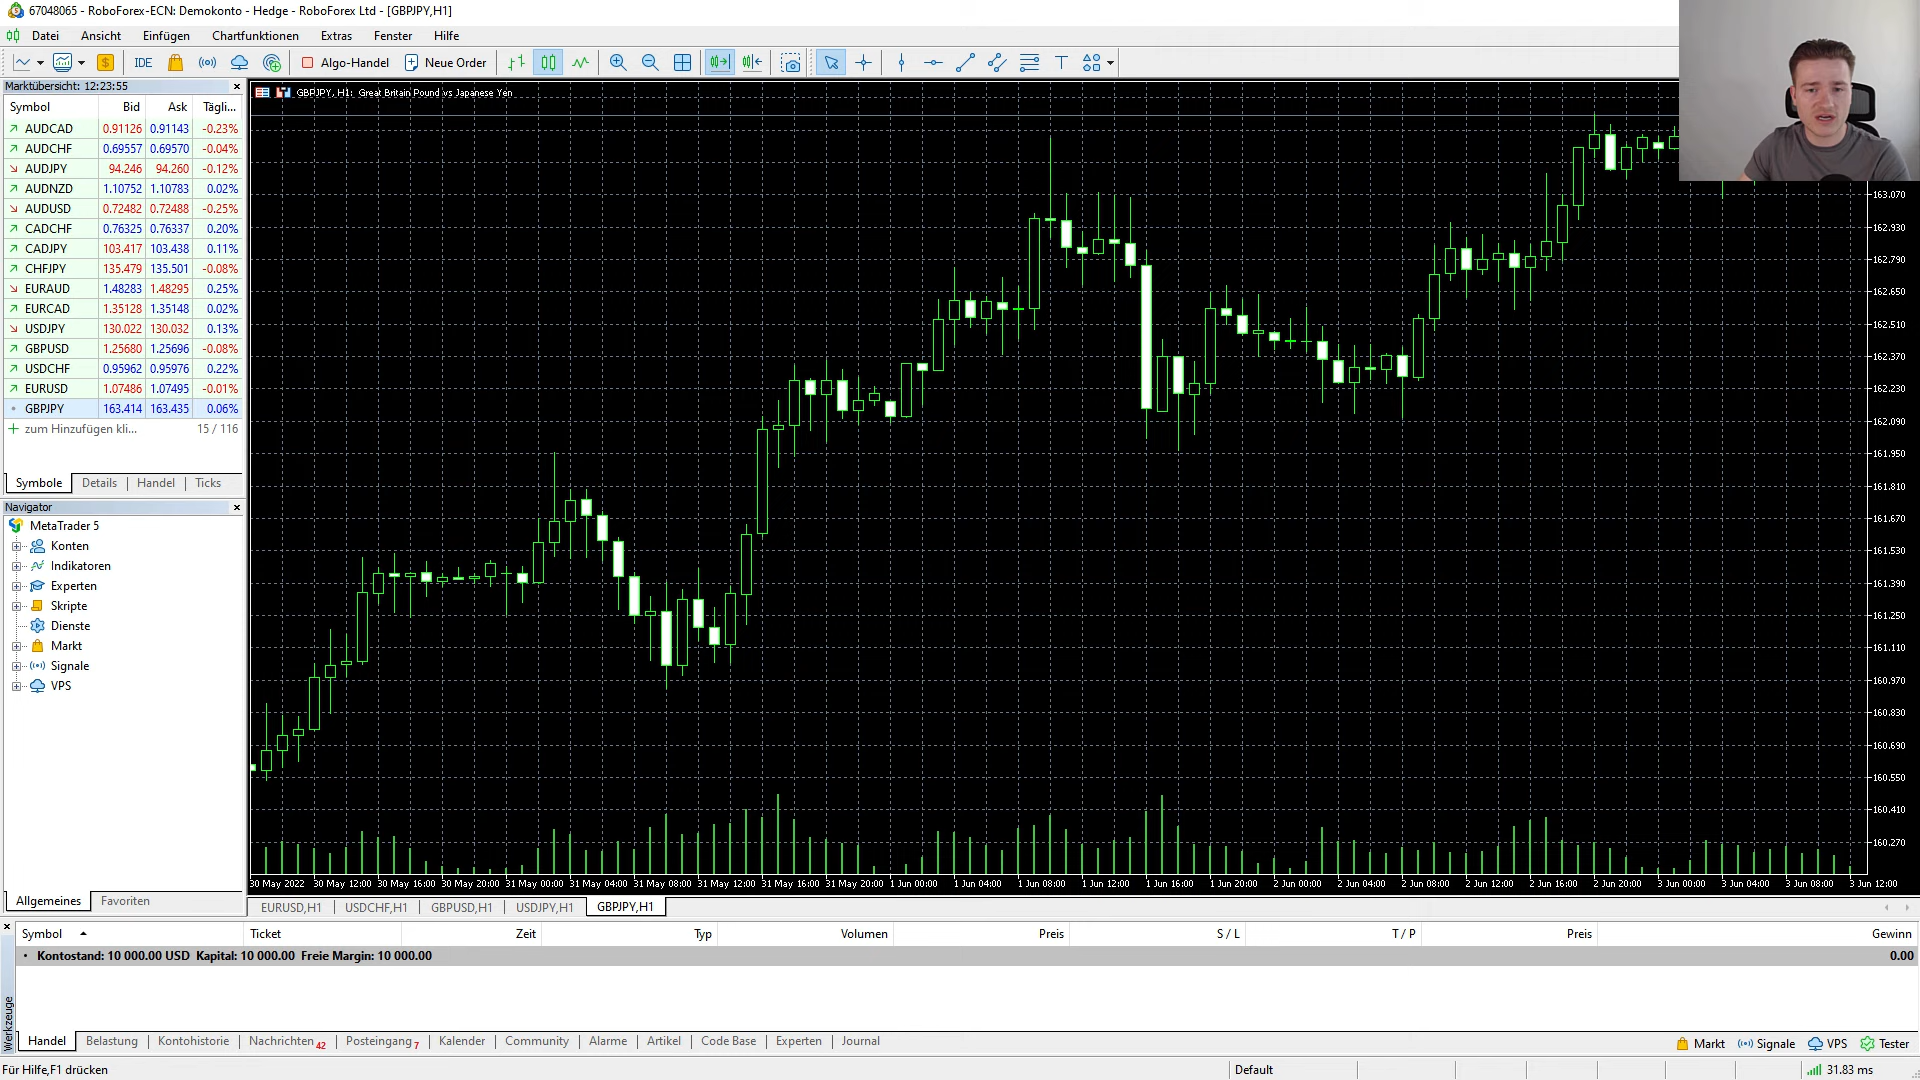 67048065 - RoboForex-ECN: Demokonto - Hedge - RoboForex Ltd - [GBPJPY,H1]
Datei Ansicht Einfügen Chartfunktionen Extras Fenster Hilfe
IDE Algo-Handel Neue Order
Marktübersicht: 12:23:55
Symbol Bid Ask Tägli...
AUDCAD 0.91126 0.91143 -0.23%
AUDCHF 0.69557 0.69570 -0.04%
AUDJPY 94.246 94.260 -0.12%
AUDNZD 1.10752 1.10783 0.02%
AUDUSD 0.72482 0.72488 -0.25%
CADCHF 0.76325 0.76337 0.20%
CADJPY 103.417 103.438 0.11%
CHFJPY 135.479 135.501 -0.08%
EURAUD 1.48283 1.48295 0.25%
EURCAD 1.35128 1.35148 0.02%
USDJPY 130.022 130.032 0.13%
GBPUSD 1.25680 1.25696 -0.08%
USDCHF 0.95962 0.95976 0.22%
EURUSD 1.07486 1.07495 -0.01%
GBPJPY 163.414 163.435 0.06%
zum Hinzufügen kli... 15 / 116
Symbole Details Handel Ticks
Navigator
MetaTrader 5
Konten
Indikatoren
Experten
Skripte
Dienste
Markt
Signale
VPS
Allgemeines Favoriten
GBPJPY, H1: Great Britain Pound vs Japanese Yen
163.070
162.930
162.790
162.650
162.510
162.370
162.230
162.090
161.950
161.810
161.670
161.530
161.390
161.250
161.110
160.970
160.830
160.690
160.550
160.410
160.270
30 May 2022 30 May 12:00 30 May 16:00 30 May 20:00 31 May 00:00 31 May 04:00 31 May 08:00 31 May 12:00 31 May 16:00 31 May 20:00 1 Jun 00:00 1 Jun 04:00 1 Jun 08:00 1 Jun 12:00 1 Jun 16:00 1 Jun 20:00 2 Jun 00:00 2 Jun 04:00 2 Jun 08:00 2 Jun 12:00 2 Jun 16:00 2 Jun 20:00 3 Jun 00:00 3 Jun 04:00 3 Jun 08:00 3 Jun 12:00
EURUSD,H1 USDCHF,H1 GBPUSD,H1 USDJPY,H1 GBPJPY,H1
Symbol Ticket Zeit Typ Volumen Preis S / L T / P Preis Gewinn
Kontostand: 10 000.00 USD Kapital: 10 000.00 Freie Margin: 10 000.00 0.00
Werkzeuge
Handel Belastung Kontohistorie Nachrichten 42 Posteingang 7 Kalender Community Alarme Artikel Code Base Experten Journal
Markt Signale VPS Tester
Für Hilfe,F1 drücken Default 31.83 ms